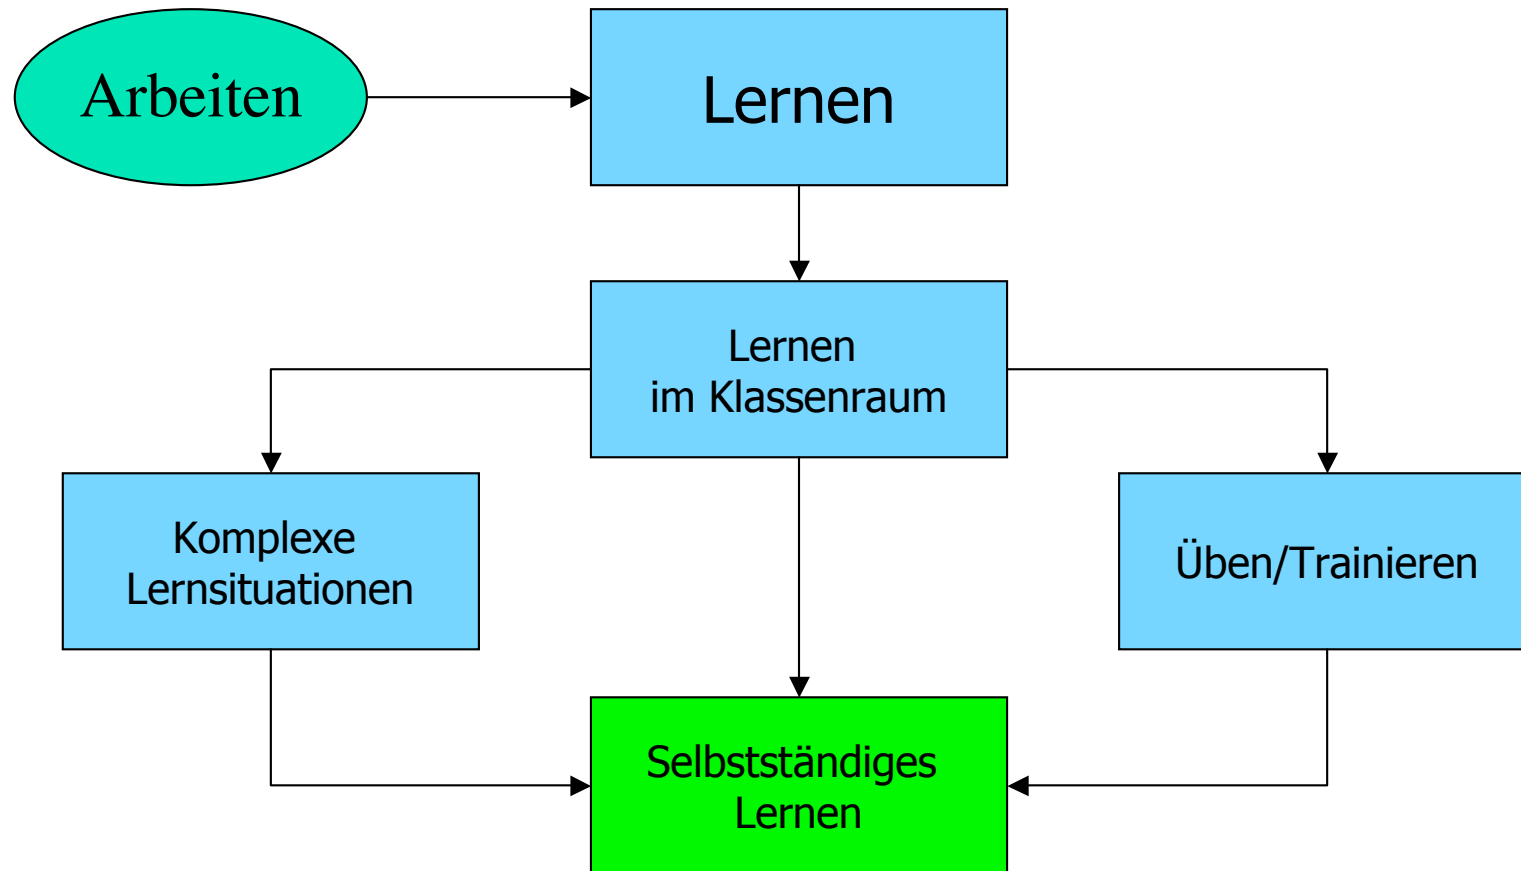 Arbeiten
Lernen
Lernen
im Klassenraum
Komplexe
Lernsituationen
Üben/Trainieren
Selbstständiges
Lernen